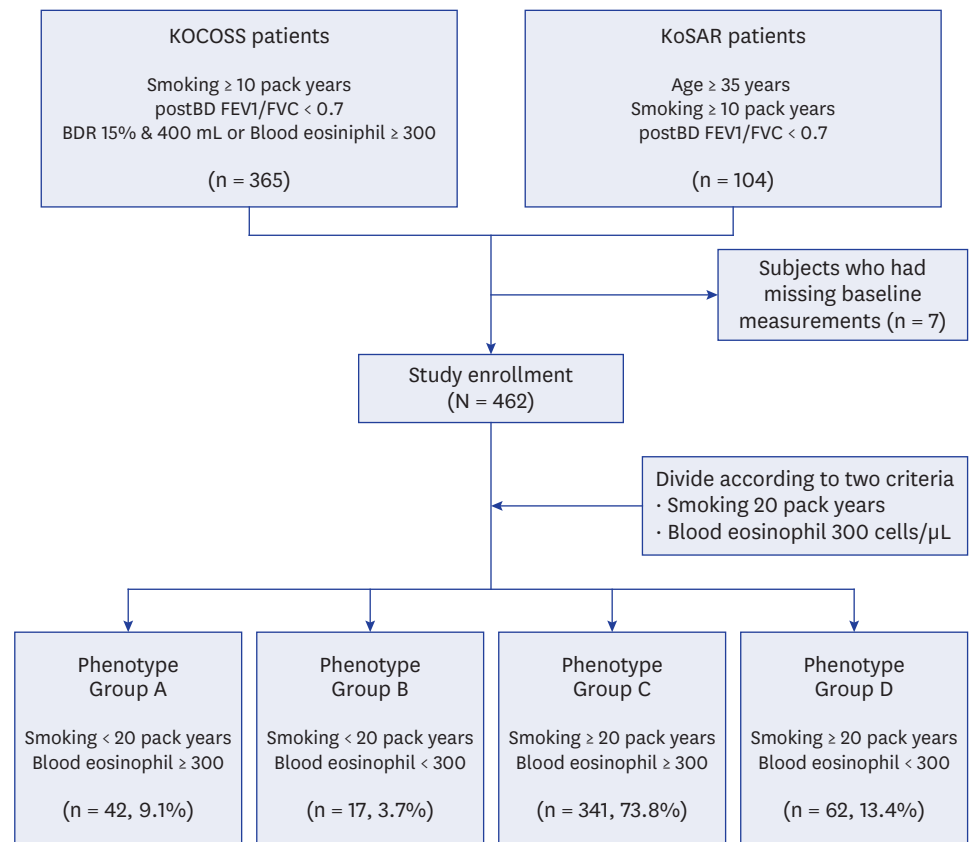 KOCOSS patients
Smoking ≥ 10 pack years
postBD FEV1/FVC < 0.7
BDR 15% & 400 mL or Blood eosiniphil ≥ 300
(n = 365)
KoSAR patients
Age ≥ 35 years
Smoking ≥ 10 pack years
postBD FEV1/FVC < 0.7
(n = 104)
Subjects who had
missing baseline
measurements (n = 7)
Study enrollment
(N = 462)
Divide according to two criteria
· Smoking 20 pack years
· Blood eosinophil 300 cells/µL
Phenotype
Group A
Smoking < 20 pack years
Blood eosinophil ≥ 300
(n = 42, 9.1%)
Phenotype
Group B
Smoking < 20 pack years
Blood eosinophil < 300
(n = 17, 3.7%)
Phenotype
Group C
Smoking ≥ 20 pack years
Blood eosinophil ≥ 300
(n = 341, 73.8%)
Phenotype
Group D
Smoking ≥ 20 pack years
Blood eosinophil < 300
(n = 62, 13.4%)